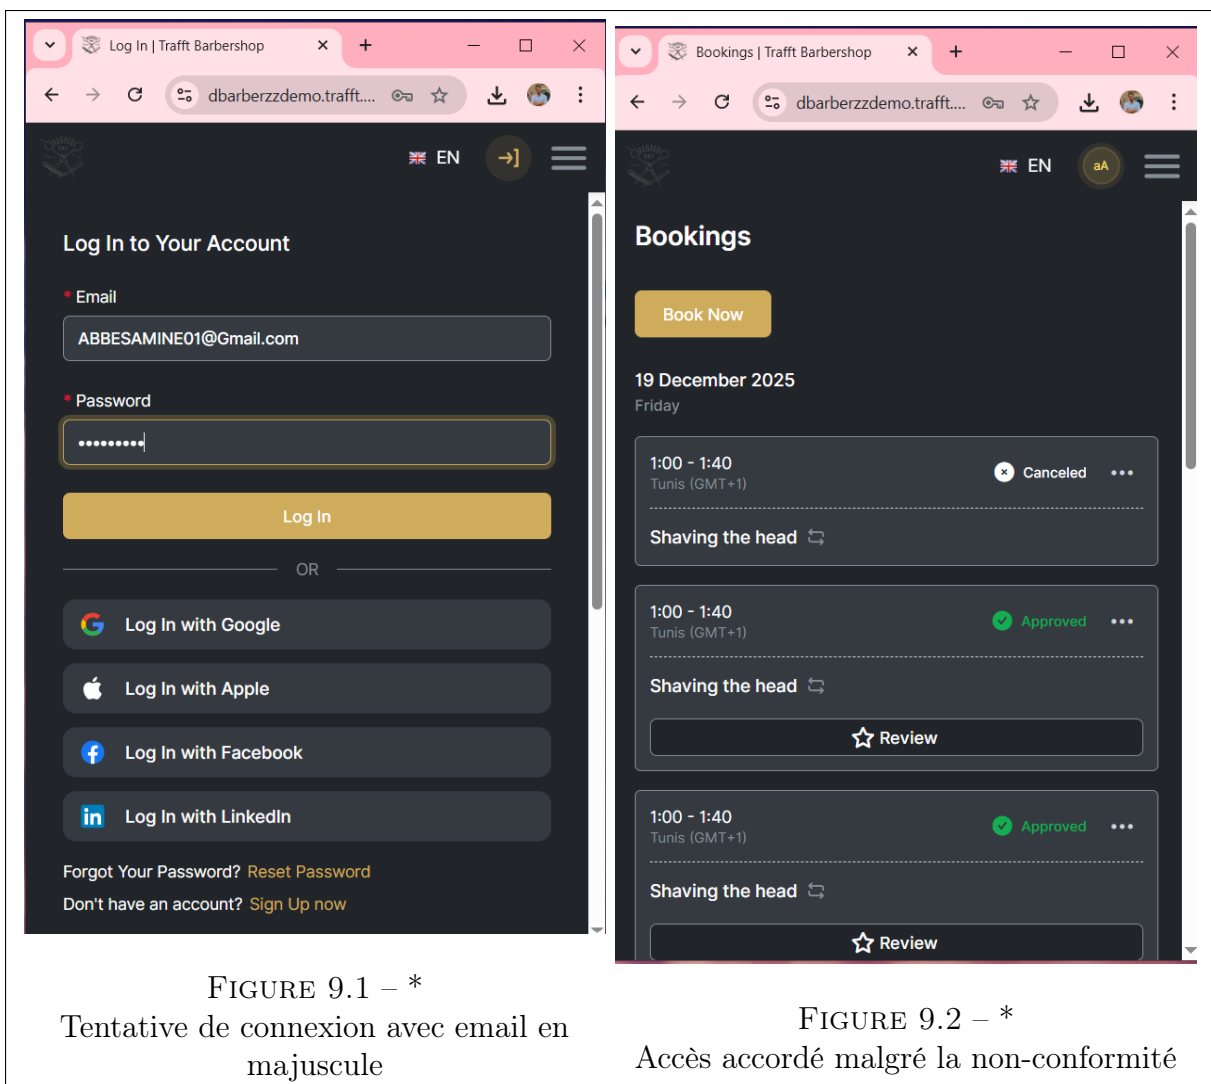 Log In | Trafft Barbershop
dbarberzzdemo.trafft....
EN
Log In to Your Account
* Email
ABBESAMINE01@Gmail.com
* Password
•••••••••
Log In
OR
Log In with Google
Log In with Apple
Log In with Facebook
Log In with LinkedIn
Forgot Your Password? Reset Password
Don't have an account? Sign Up now
FIGURE 9.1 – *
Tentative de connexion avec email en
majuscule
Bookings | Trafft Barbershop
dbarberzzdemo.trafft....
EN
aA
Bookings
Book Now
19 December 2025
Friday
1:00 - 1:40
Canceled
Tunis (GMT+1)
Shaving the head
1:00 - 1:40
Approved
Tunis (GMT+1)
Shaving the head
Review
1:00 - 1:40
Approved
Tunis (GMT+1)
Shaving the head
Review
FIGURE 9.2 – *
Accès accordé malgré la non-conformité